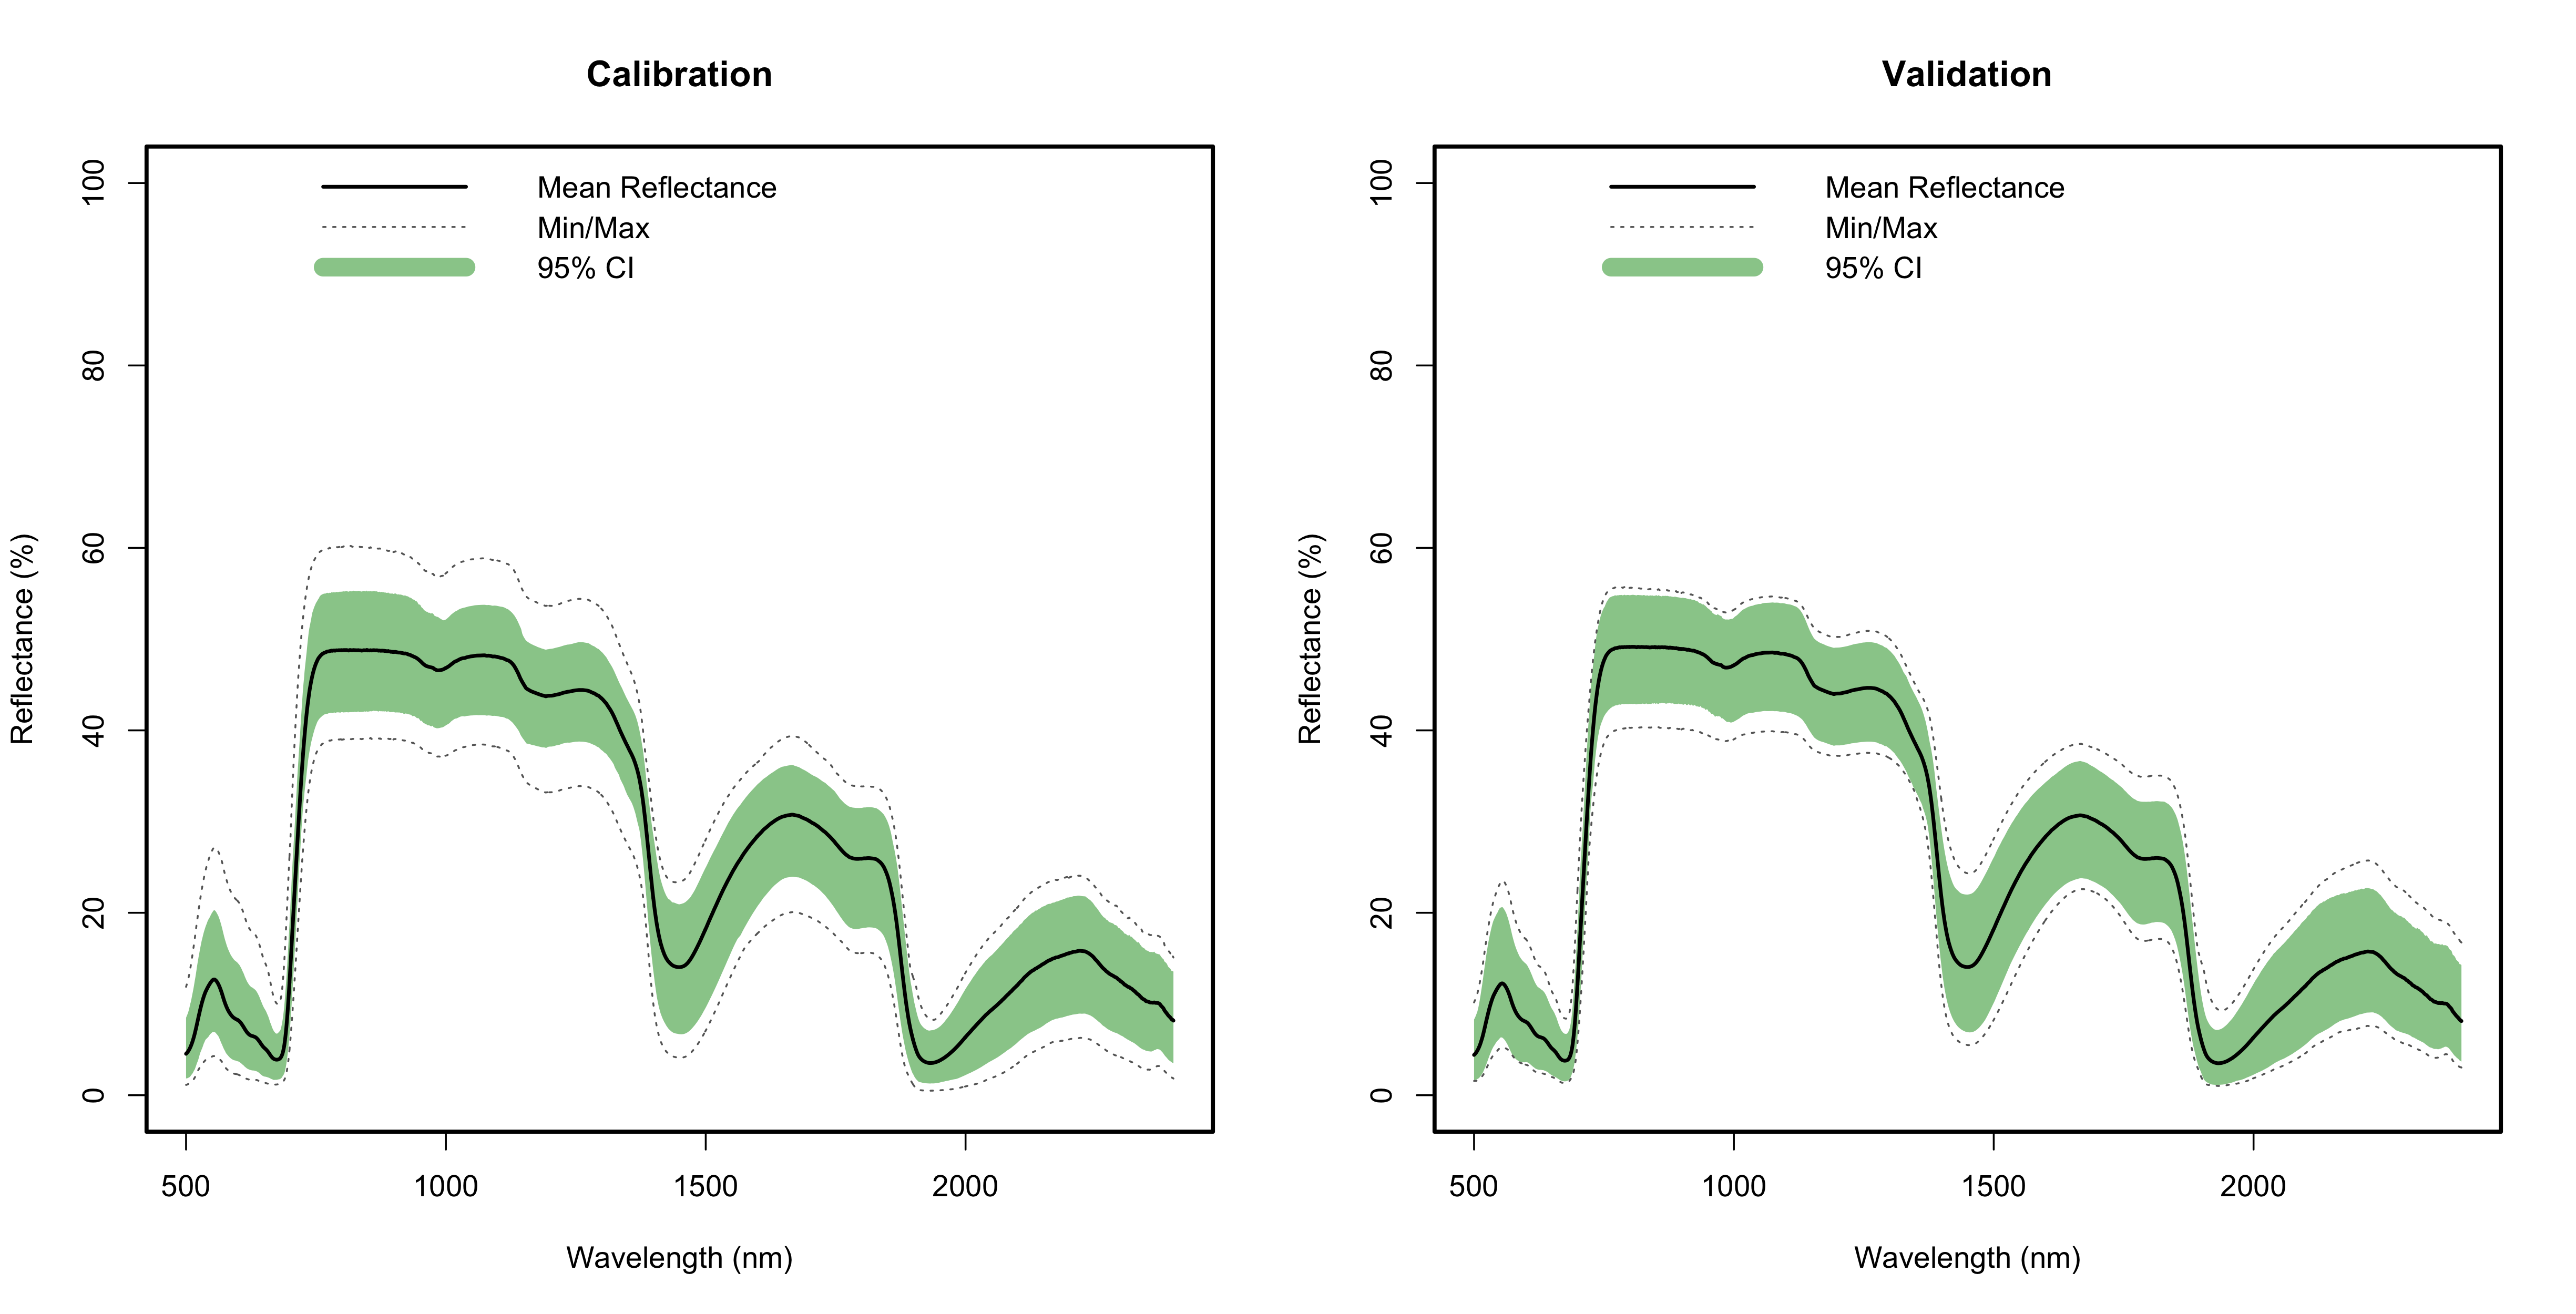 Calibration
Mean Reflectance
Min/Max
95% CI
Reflectance (%)
100
80
60
40
20
0
500 1000 1500 2000
Wavelength (nm)
Validation
Mean Reflectance
Min/Max
95% CI
Reflectance (%)
100
80
60
40
20
0
500 1000 1500 2000
Wavelength (nm)